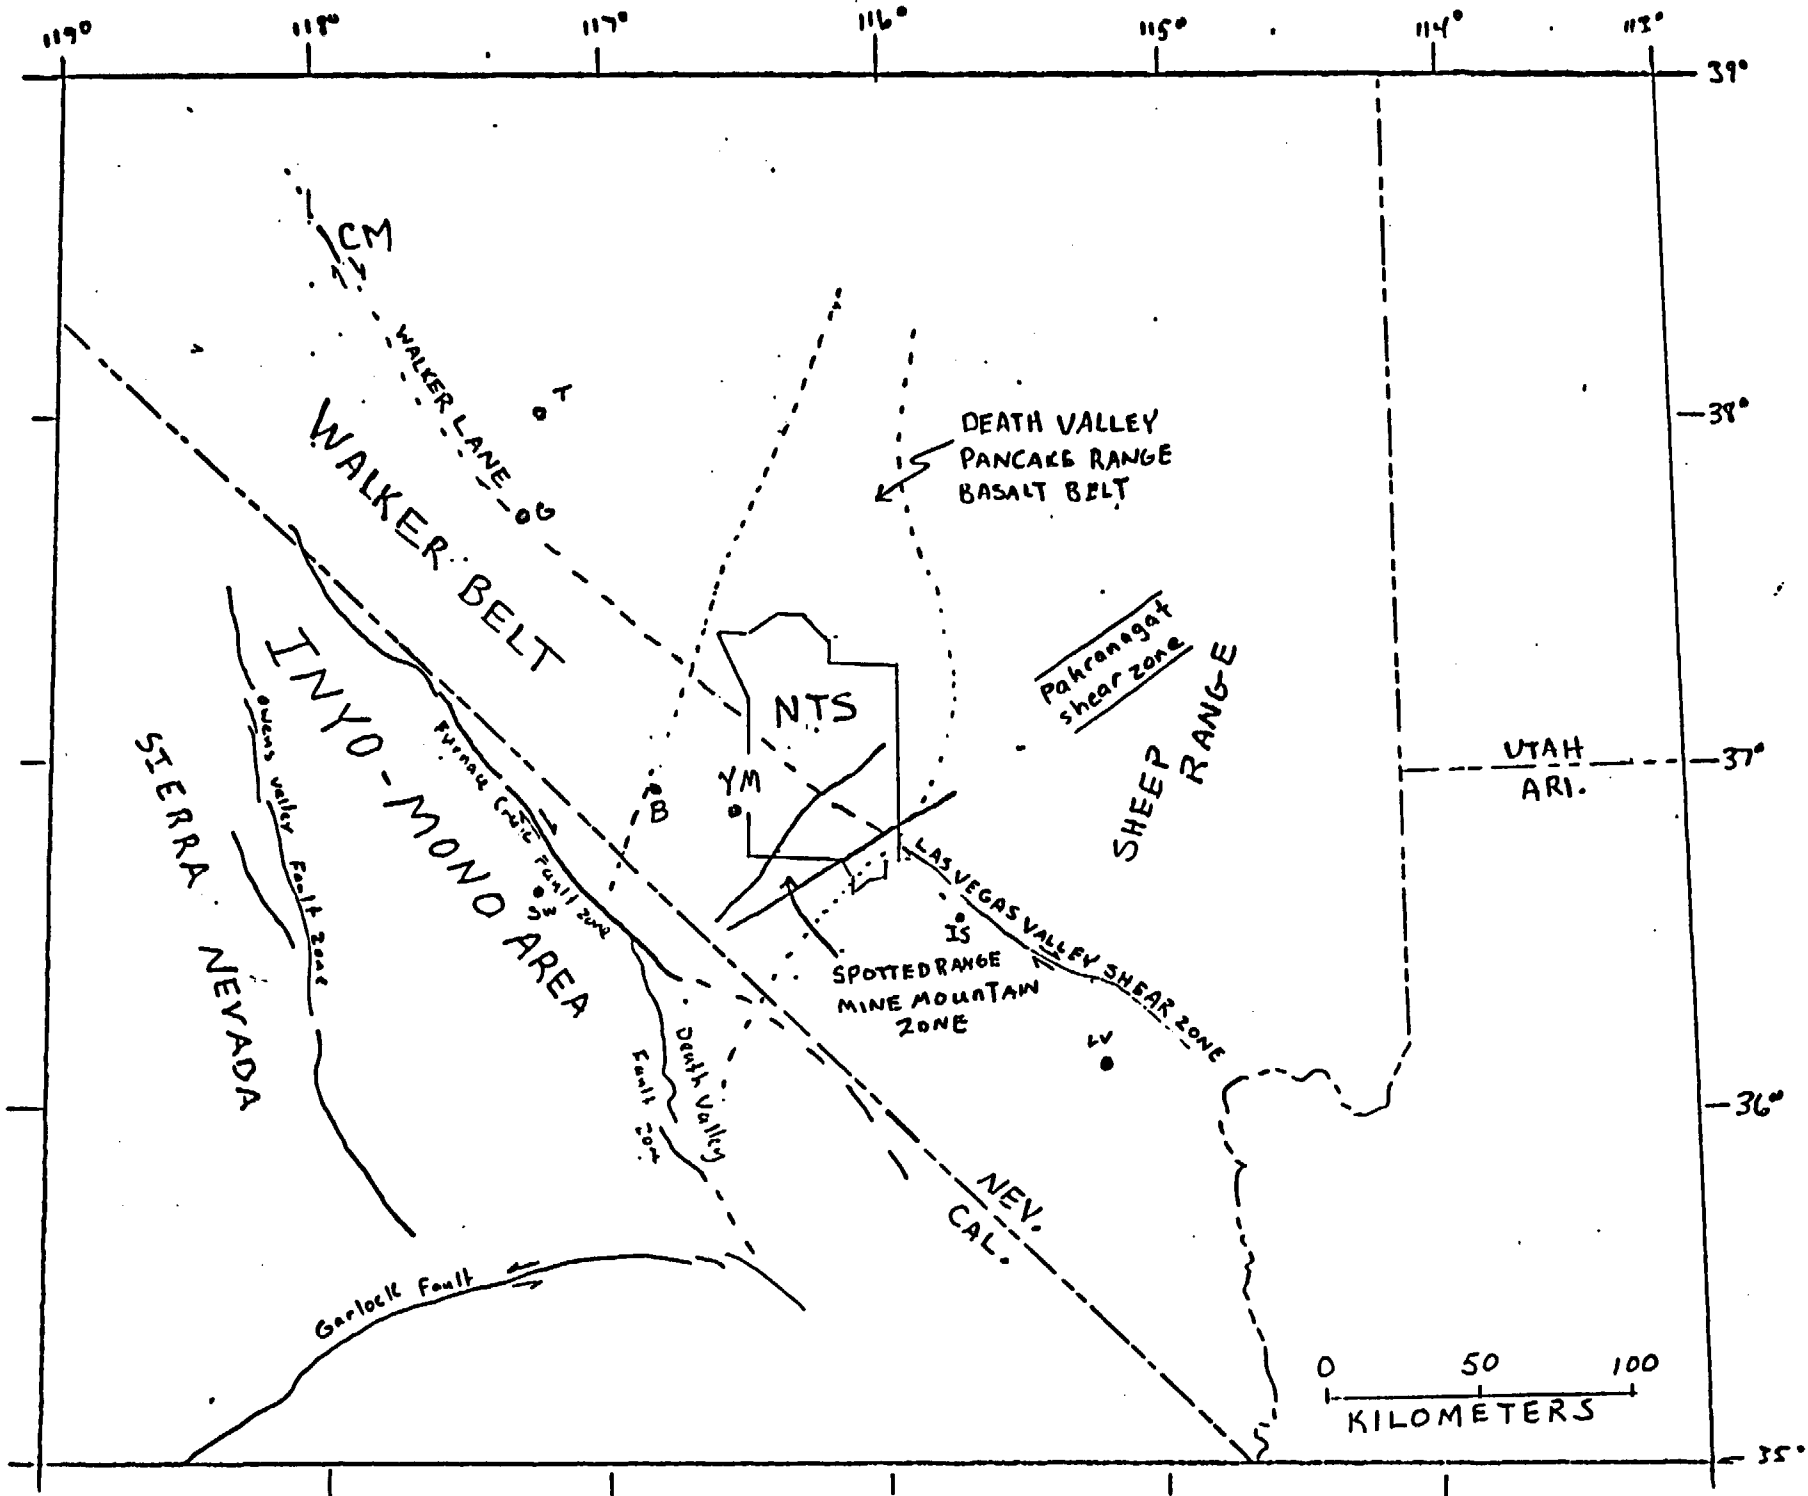 119°
118°
117°
116°
115°
114°
113°
39°
CM
WALKER LANE
T
38°
WALKER BELT
G
DEATH VALLEY
PANCAKE RANGE
BASALT BELT
Pahranagat
shear zone
INYO-MONO AREA
NTS
SHEEP
RANGE
Owens Valley Fault Zone
Furnace Creek Fault Zone
SIERRA
NEVADA
YM
B
UTAH
ARI.
37°
SW
LAS VEGAS VALLEY SHEAR ZONE
IS
SPOTTED RANGE
MINE MOUNTAIN
ZONE
LV
Death Valley
Fault Zone
36°
NEV.
CAL.
Garlock Fault
0 50 100
KILOMETERS
35°